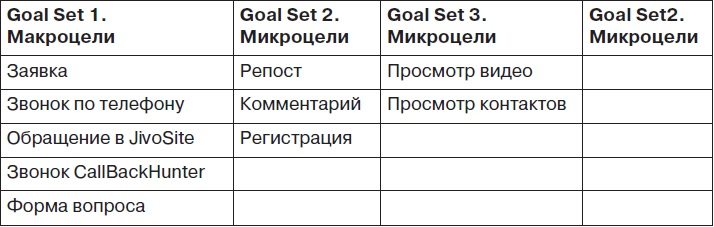 Goal Set 1. Макроцели
Goal Set 2. Микроцели
Goal Set 3. Микроцели
Goal Set2. Микроцели
Заявка
Репост
Просмотр видео
Звонок по телефону
Комментарий
Просмотр контактов
Обращение в JivoSite
Регистрация
Звонок CallBackHunter
Форма вопроса